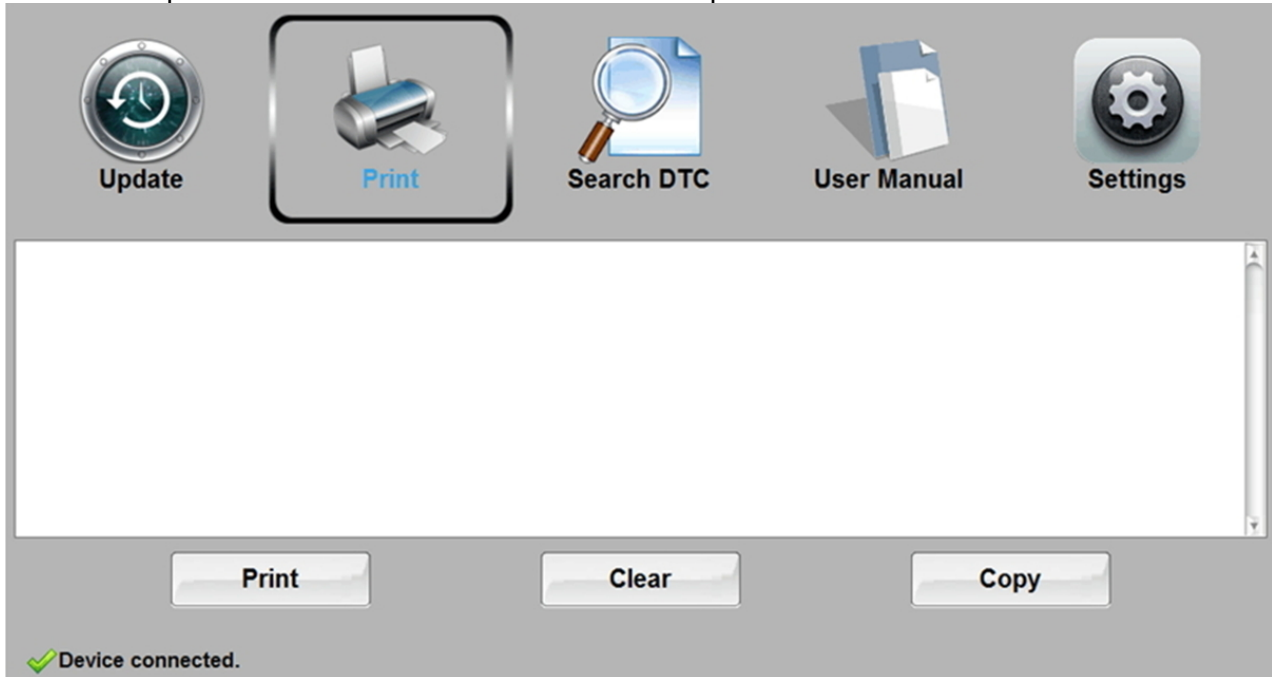 Update
Print
Search DTC
User Manual
Settings
Print
Clear
Copy
Device connected.